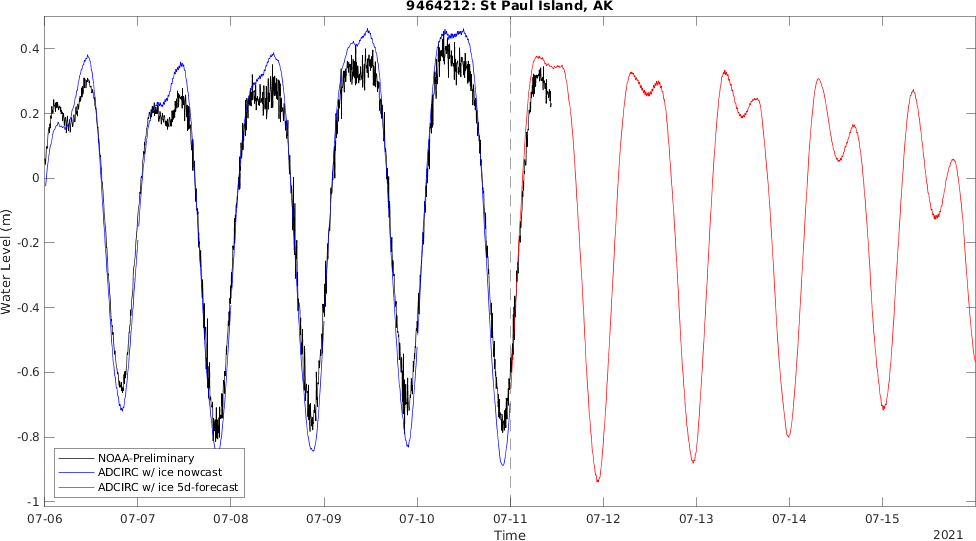 9464212: St Paul Island, AK
Water Level (m)
0.4
0.2
0
-0.2
-0.4
-0.6
-0.8
-1
NOAA-Preliminary
ADCIRC w/ ice nowcast
ADCIRC w/ ice 5d-forecast
07-06 07-07 07-08 07-09 07-10 07-11 07-12 07-13 07-14 07-15
Time
2021